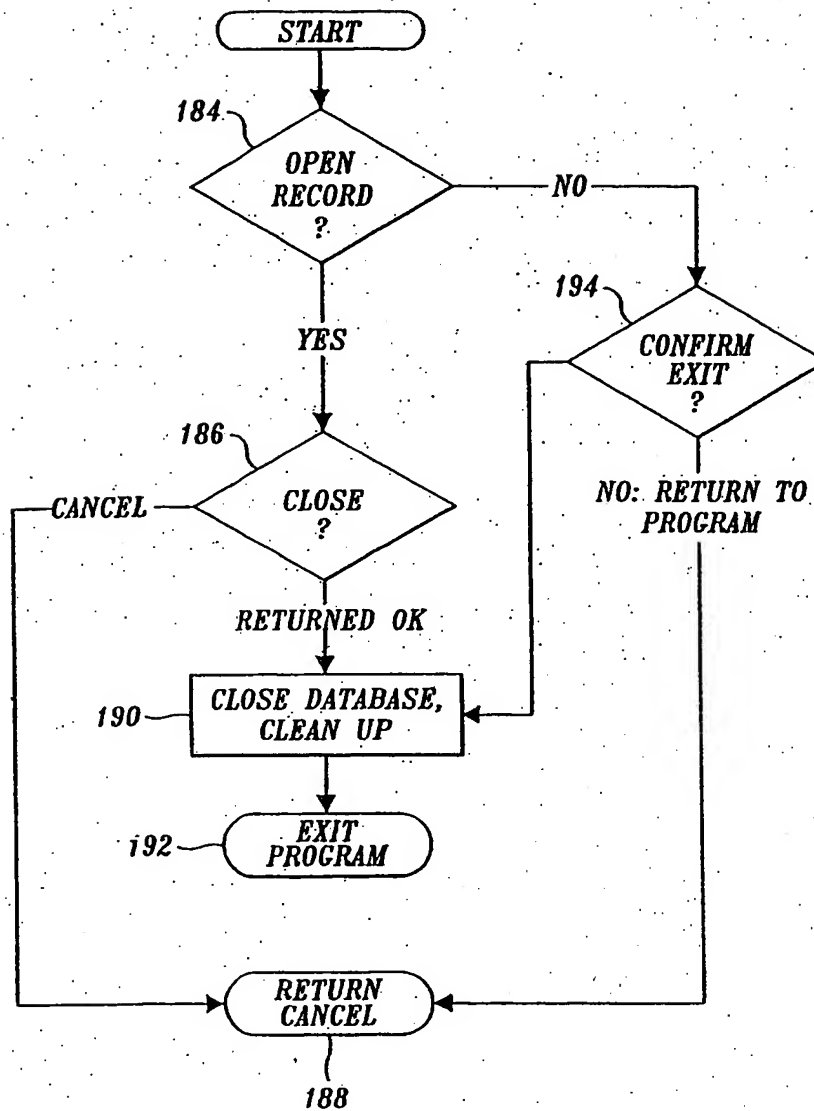 START
184
OPEN
RECORD
?
NO
194
CONFIRM
EXIT
?
YES
186
CLOSE
?
CANCEL
NO: RETURN TO
PROGRAM
RETURNED OK
190
CLOSE DATABASE,
CLEAN UP
192
EXIT
PROGRAM
RETURN
CANCEL
188